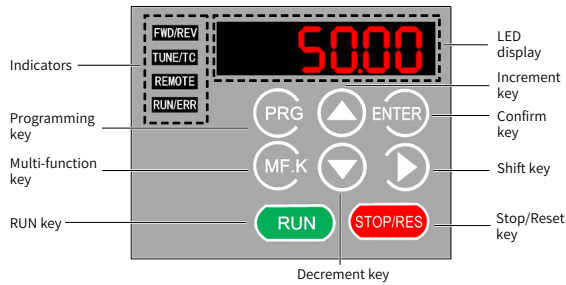 FWD/REV
TUNE/TC
REMOTE
RUN/ERR
50.00
LED
display
Indicators
Increment
key
PRG
ENTER
Programming
key
Confirm
key
Multi-function
key
MF.K
Shift key
RUN key
RUN
STOP/RES
Stop/Reset
key
Decrement key